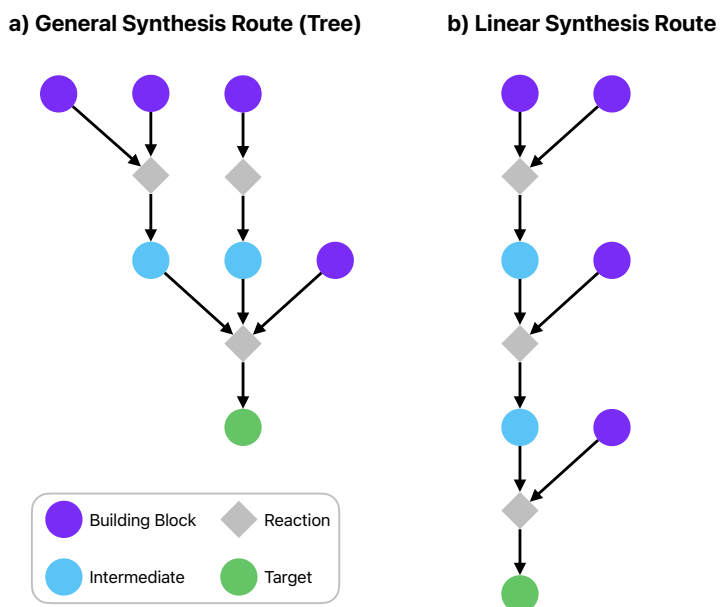 a) General Synthesis Route (Tree)
b) Linear Synthesis Route
Building Block
Reaction
Intermediate
Target